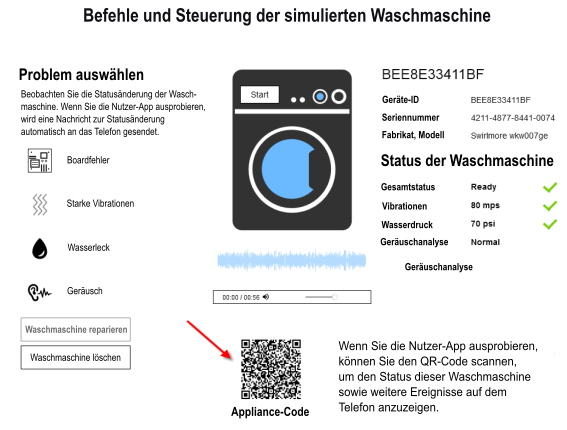 Befehle und Steuerung der simulierten Waschmaschine
Problem auswählen
Beobachten Sie die Statusänderung der Wasch-
maschine. Wenn Sie die Nutzer-App ausprobieren,
wird eine Nachricht zur Statusänderung
automatisch an das Telefon gesendet.
Boardfehler
Starke Vibrationen
Wasserleck
Geräusch
Waschmaschine reparieren
Waschmaschine löschen
Start
00:00 / 00:56
Appliance-Code
BEE8E33411BF
Geräte-ID BEE8E33411BF
Seriennummer 4211-4877-8441-0074
Fabrikat, Modell Swirlmore wkw007ge
Status der Waschmaschine
Gesamtstatus Ready
Vibrationen 80 mps
Wasserdruck 70 psi
Geräuschanalyse Normal
Geräuschanalyse
Wenn Sie die Nutzer-App ausprobieren,
können Sie den QR-Code scannen,
um den Status dieser Waschmaschine
sowie weitere Ereignisse auf dem
Telefon anzuzeigen.